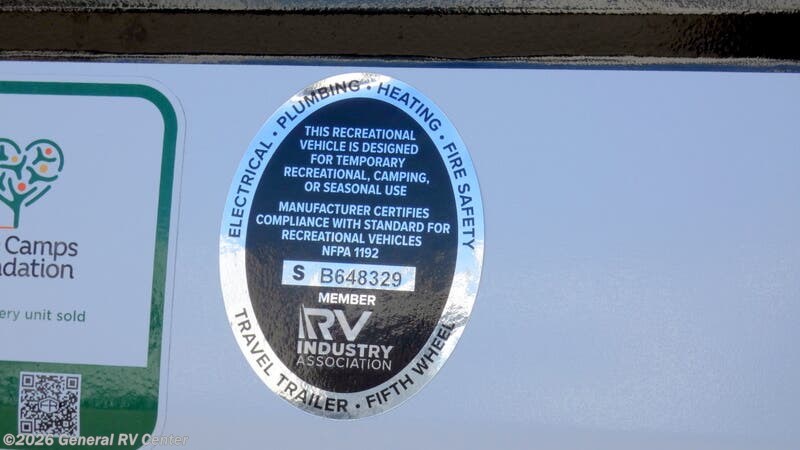 Camps
ery unit sold
ELECTRICAL • PLUMBING • HEATING • FIRE SAFETY
THIS RECREATIONAL
VEHICLE IS DESIGNED
FOR TEMPORARY
RECREATIONAL, CAMPING,
OR SEASONAL USE
MANUFACTURER CERTIFIES
COMPLIANCE WITH STANDARD FOR
RECREATIONAL VEHICLES
NFPA 1192
S B648329
MEMBER
RV
INDUSTRY
ASSOCIATION
TRAVEL TRAILER • FIFTH WHEEL
©2026 General RV Center